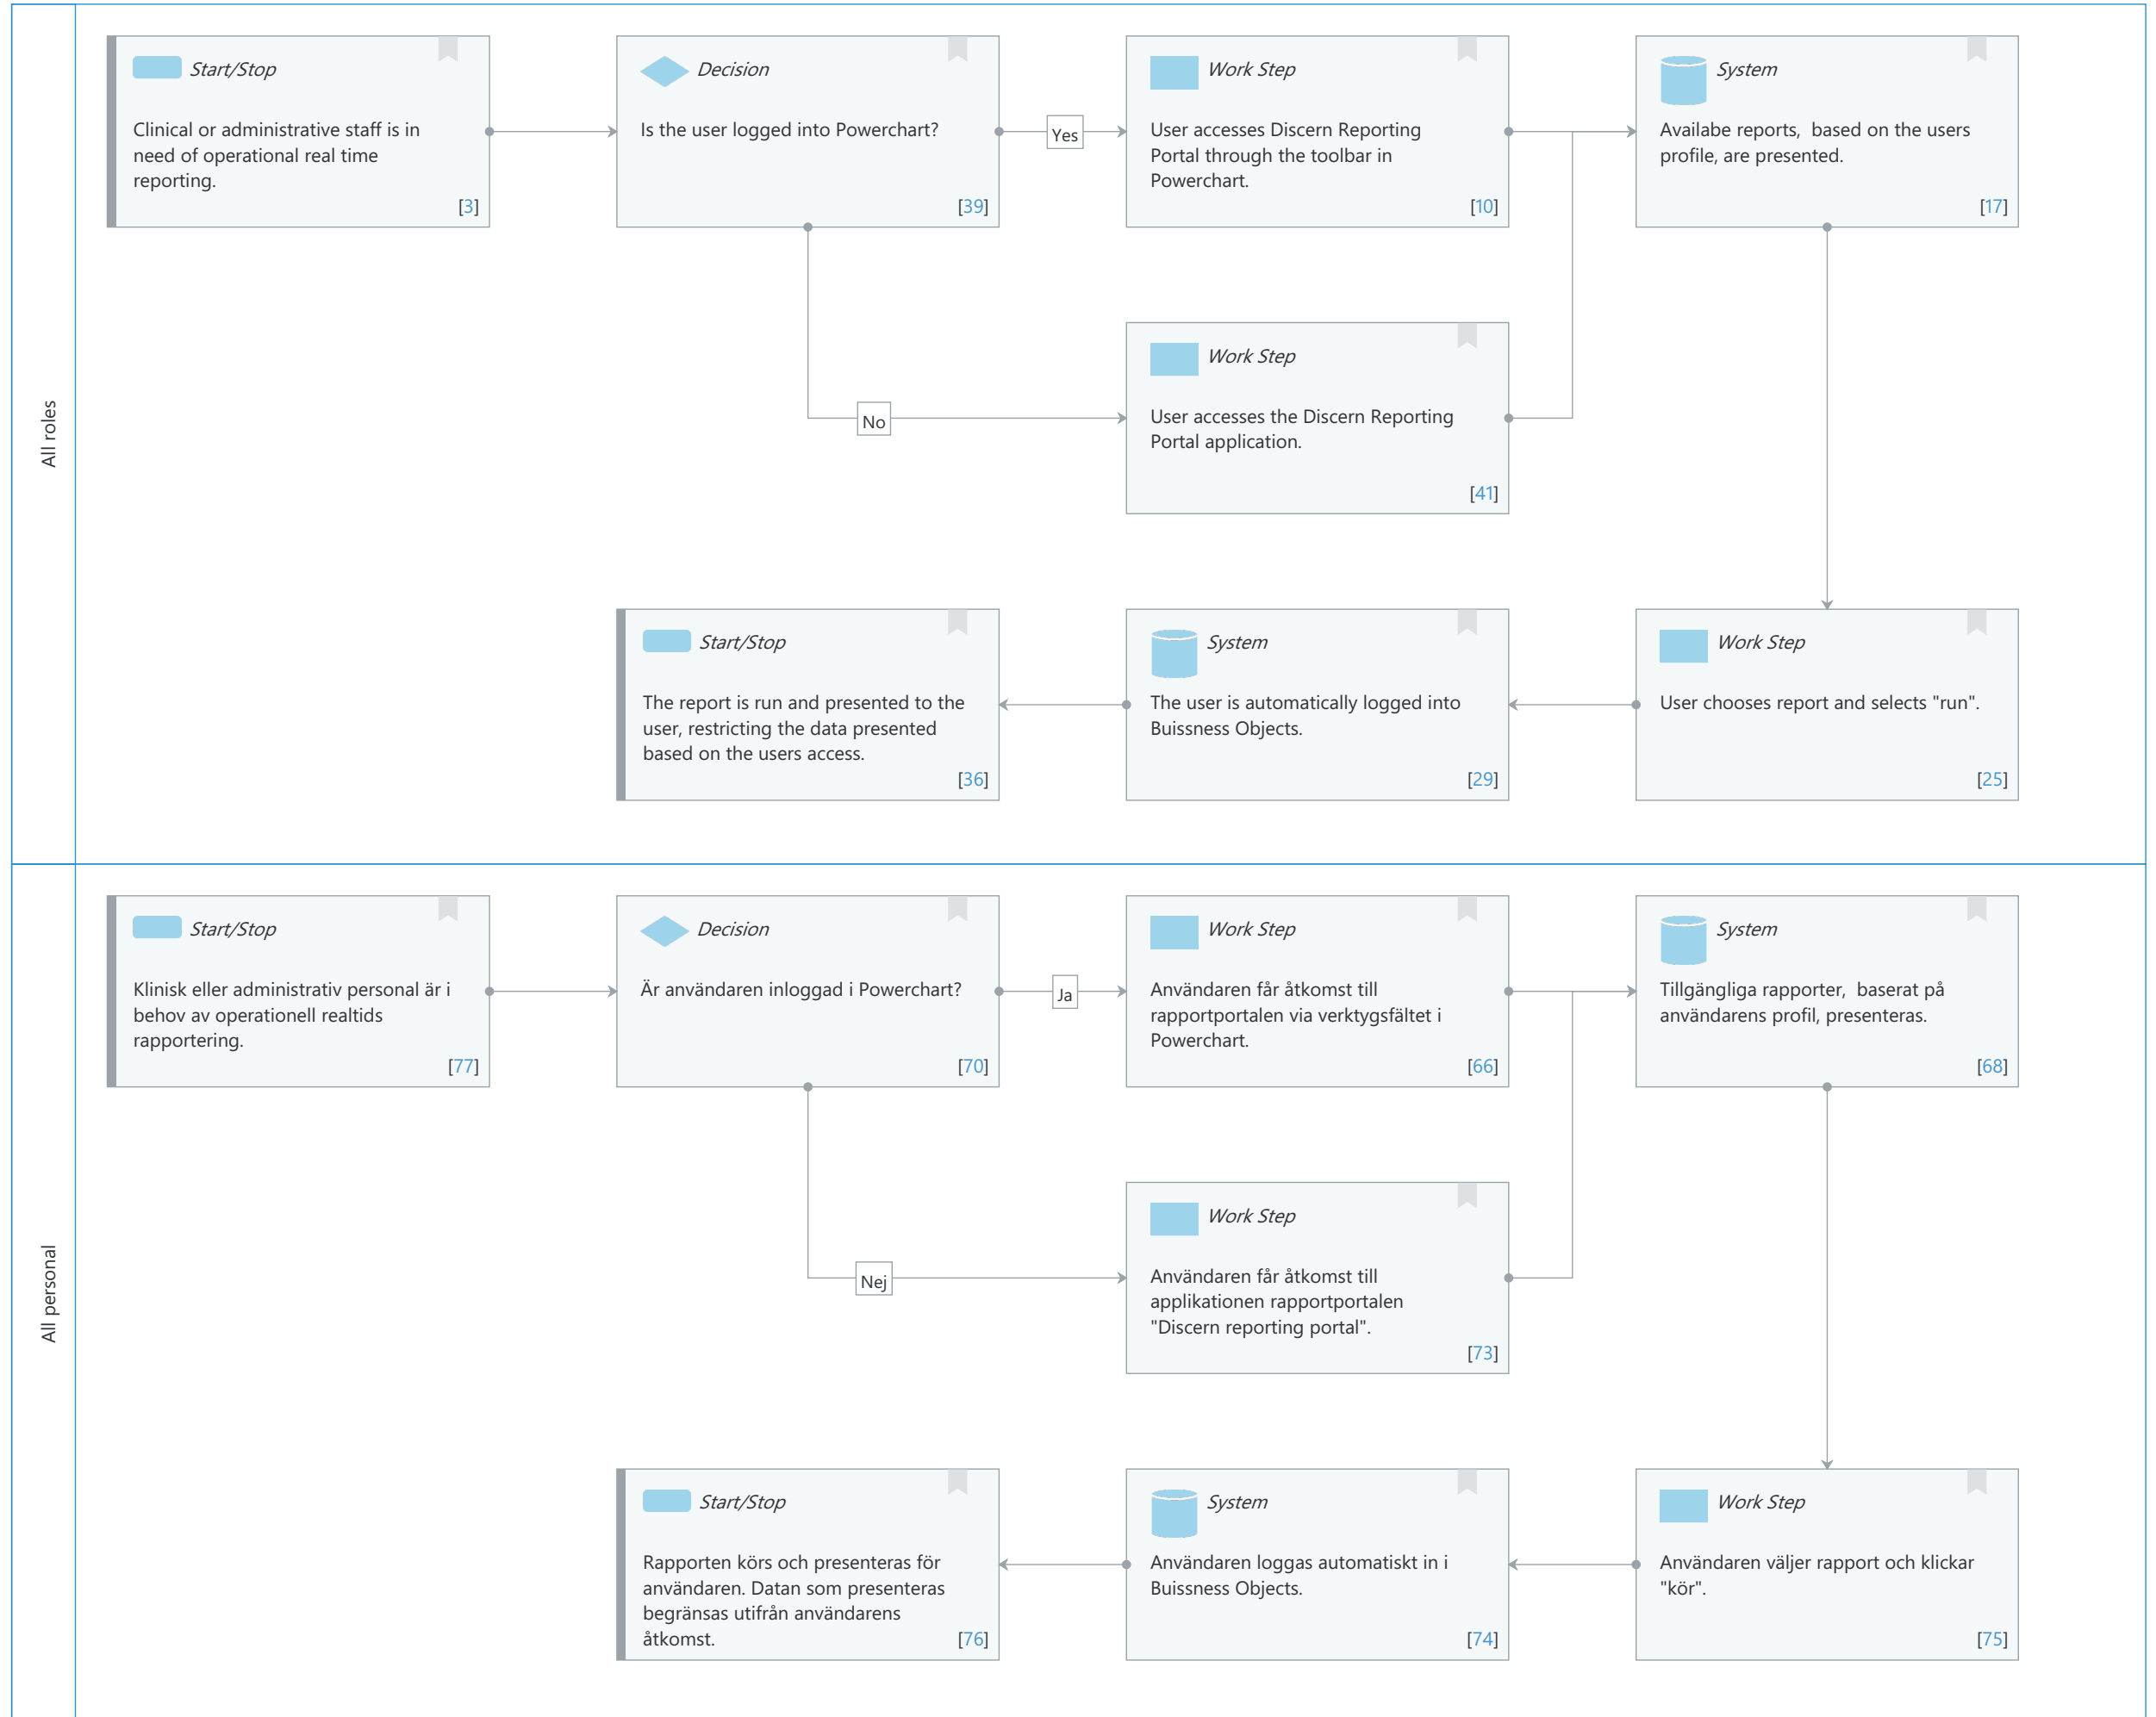 All roles
Start/Stop
Clinical or administrative staff is in
need of operational real time
reporting.
[3]
Decision
Is the user logged into Powerchart?
[39]
Yes
Work Step
User accesses Discern Reporting
Portal through the toolbar in
Powerchart.
[10]
System
Availabe reports,  based on the users
profile, are presented.
[17]
No
Work Step
User accesses the Discern Reporting
Portal application.
[41]
Start/Stop
The report is run and presented to the
user, restricting the data presented
based on the users access.
[36]
System
The user is automatically logged into
Buissness Objects.
[29]
Work Step
User chooses report and selects "run".
[25]
All personal
Start/Stop
Klinisk eller administrativ personal är i
behov av operationell realtids
rapportering.
[77]
Decision
Är användaren inloggad i Powerchart?
[70]
Ja
Work Step
Användaren får åtkomst till
rapportportalen via verktygsfältet i
Powerchart.
[66]
System
Tillgängliga rapporter,  baserat på
användarens profil, presenteras.
[68]
Nej
Work Step
Användaren får åtkomst till
applikationen rapportportalen
"Discern reporting portal".
[73]
Start/Stop
Rapporten körs och presenteras för
användaren. Datan som presenteras
begränsas utifrån användarens
åtkomst.
[76]
System
Användaren loggas automatiskt in i
Buissness Objects.
[74]
Work Step
Användaren väljer rapport och klickar
"kör".
[75]